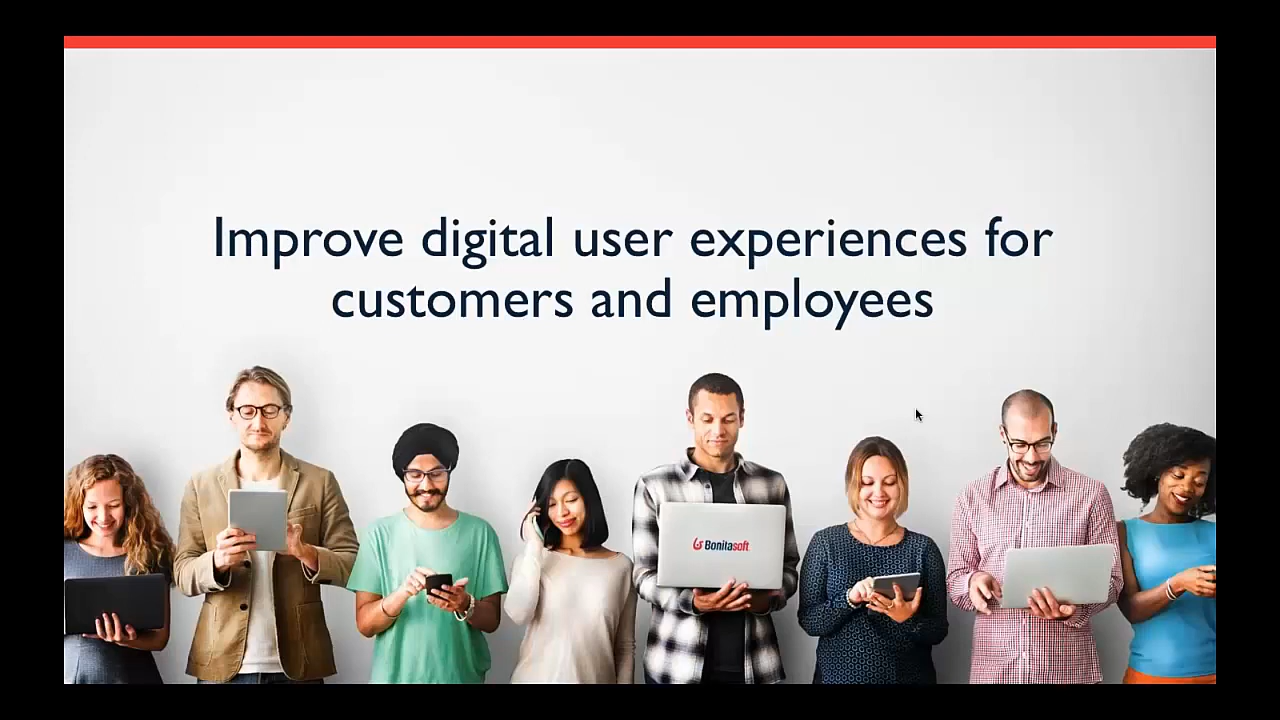 Improve digital user experiences for
customers and employees
Bonitasoft